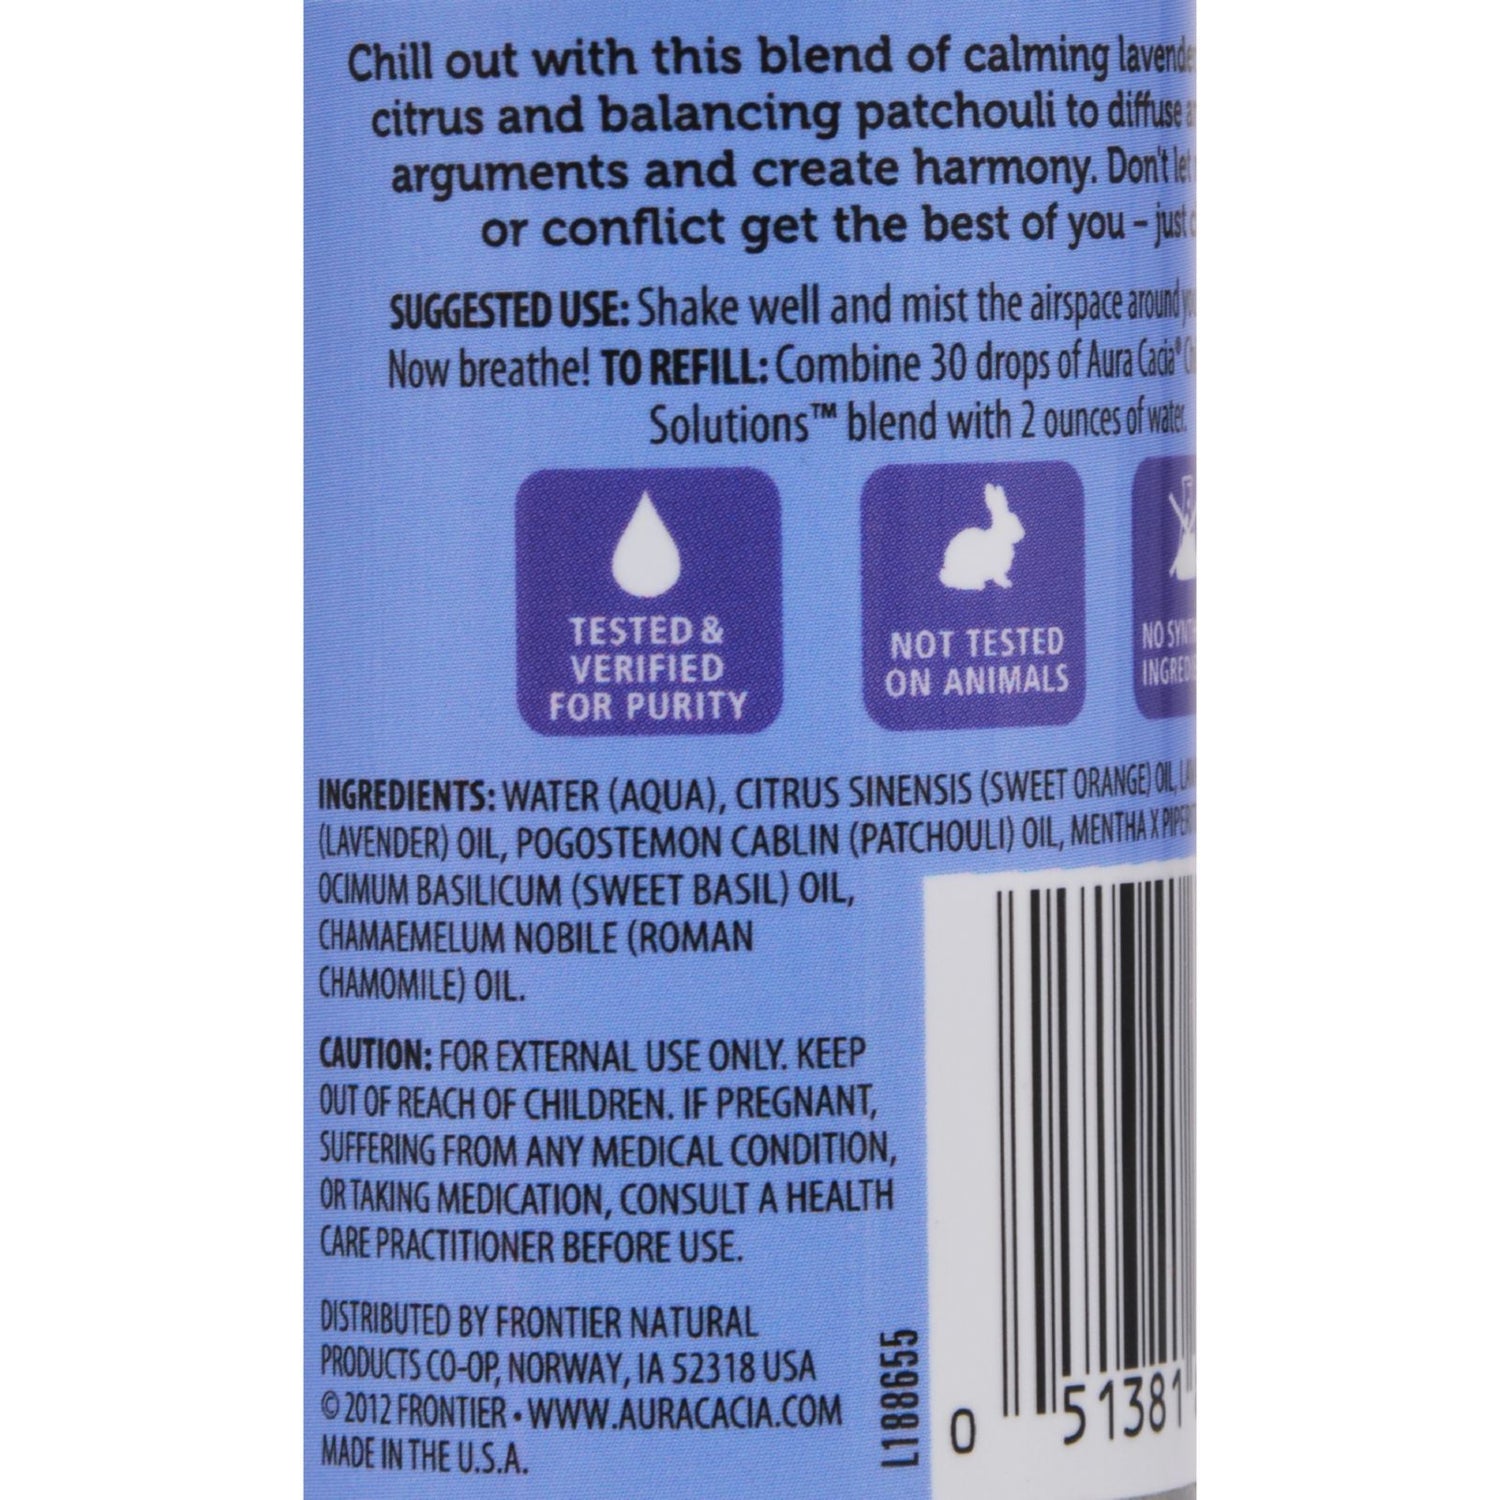 Chill out with this blend of calming
citrus and balancing patchouli to diffuse
arguments and create harmony. Don't let
or conflict get the best of you – just
SUGGESTED USE: Shake well and mist the airspace around
Now breathe! TO REFILL: Combine 30 drops of Aura Cacia®
Solutions™ blend with 2 ounces of water.
TESTED &
VERIFIED
FOR PURITY
NOT TESTED
ON ANIMALS
NO
INGREDIENTS: WATER (AQUA), CITRUS SINENSIS (SWEET ORANGE) OIL,
(LAVENDER) OIL, POGOSTEMON CABLIN (PATCHOULI) OIL, MENTHA X
OCIMUM BASILICUM (SWEET BASIL) OIL,
CHAMAEMELUM NOBILE (ROMAN
CHAMOMILE) OIL.
CAUTION: FOR EXTERNAL USE ONLY. KEEP
OUT OF REACH OF CHILDREN. IF PREGNANT,
SUFFERING FROM ANY MEDICAL CONDITION,
OR TAKING MEDICATION, CONSULT A HEALTH
CARE PRACTITIONER BEFORE USE.
DISTRIBUTED BY FRONTIER NATURAL
PRODUCTS CO-OP, NORWAY, IA 52318 USA
© 2012 FRONTIER • WWW.AURACACIA.COM
MADE IN THE U.S.A.
L188655
0 51381